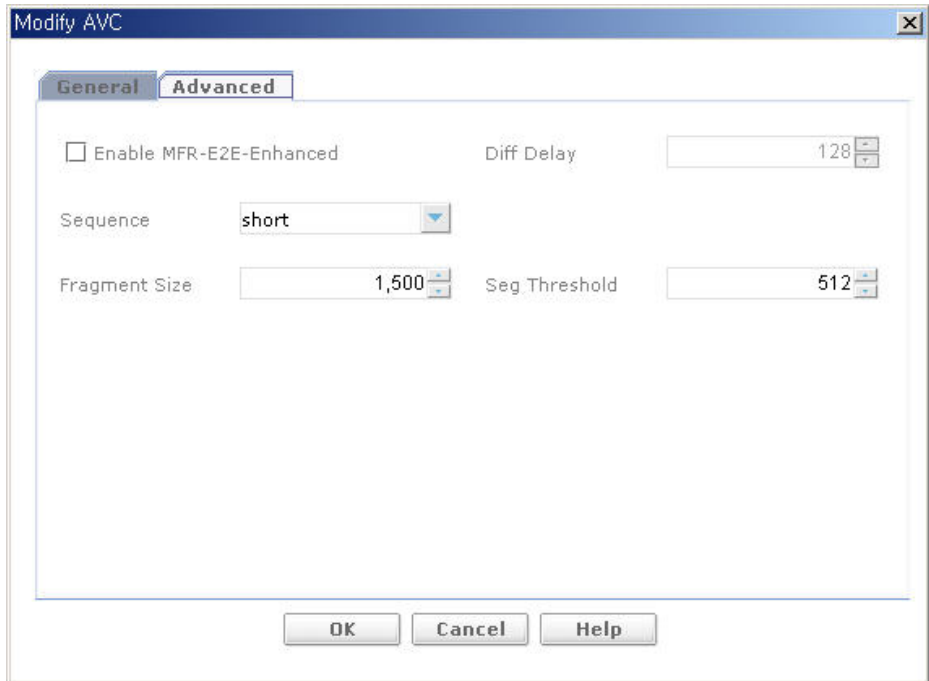 Modify AVC
General Advanced
Enable MFR-E2E-Enhanced Diff Delay 128
Sequence short
Fragment Size 1,500 Seg Threshold 512
OK Cancel Help